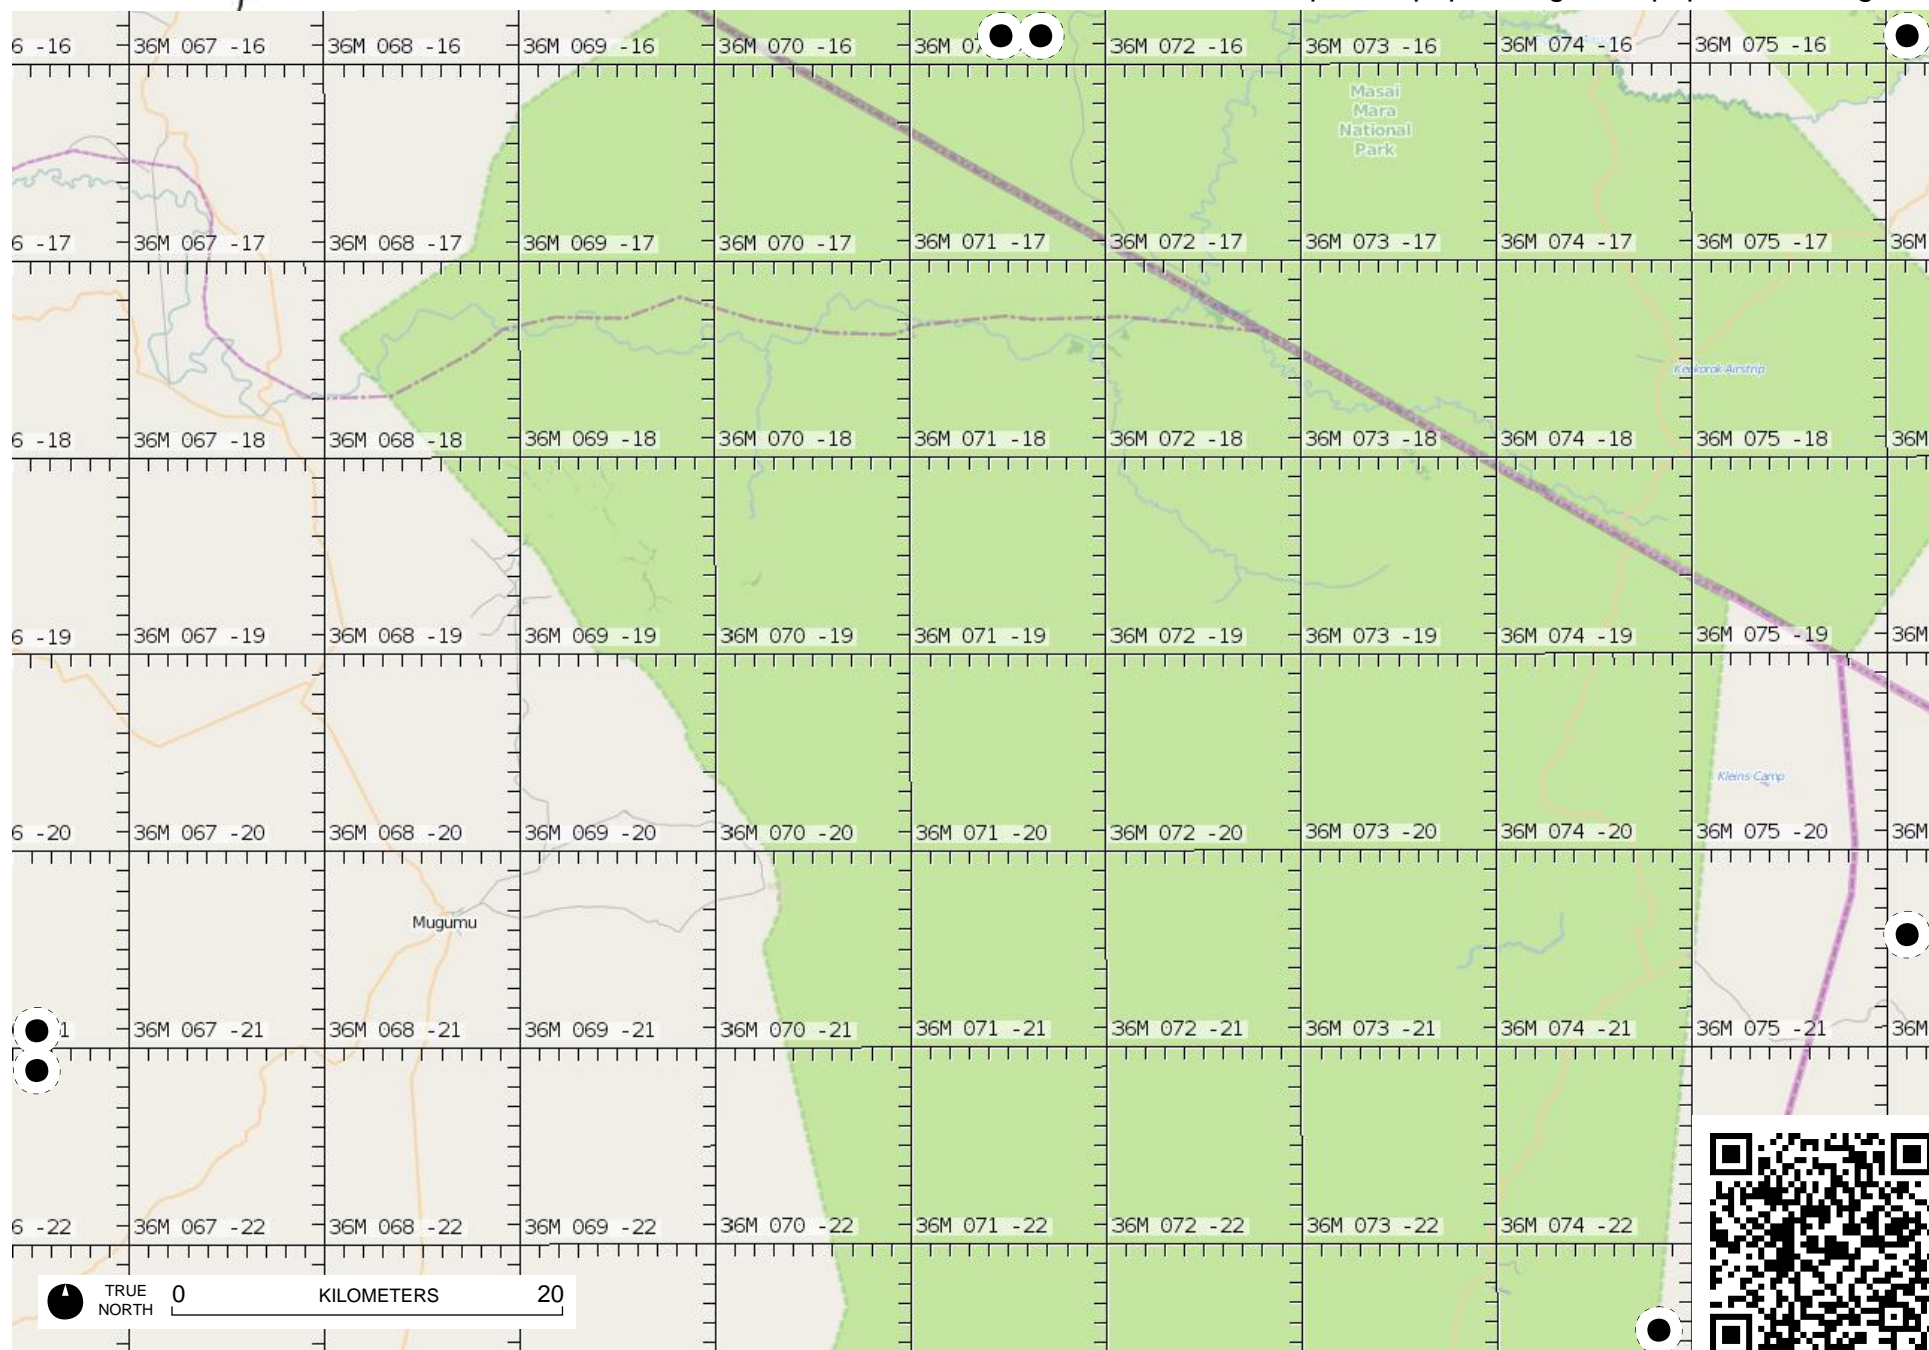 6 -16 36M 067 -16 36M 068 -16 36M 069 -16 36M 070 -16 36M 072 -16 36M 073 -16 36M 074 -16 36M 075 -16
Masai
Mara
National
Park
6 -17 36M 067 -17 36M 068 -17 36M 069 -17 36M 070 -17 36M 071 -17 36M 072 -17 36M 073 -17 36M 074 -17 36M 075 -17 36M
Keekorok Airstrip
6 -18 36M 067 -18 36M 068 -18 36M 069 -18 36M 070 -18 36M 071 -18 36M 072 -18 36M 073 -18 36M 074 -18 36M 075 -18 36M
6 -19 36M 067 -19 36M 068 -19 36M 069 -19 36M 070 -19 36M 071 -19 36M 072 -19 36M 073 -19 36M 074 -19 36M 075 -19 36M
Kleins Camp
6 -20 36M 067 -20 36M 068 -20 36M 069 -20 36M 070 -20 36M 071 -20 36M 072 -20 36M 073 -20 36M 074 -20 36M 075 -20 36M
Mugumu
1 36M 067 -21 36M 068 -21 36M 069 -21 36M 070 -21 36M 071 -21 36M 072 -21 36M 073 -21 36M 074 -21 36M 075 -21 36M
6 -22 36M 067 -22 36M 068 -22 36M 069 -22 36M 070 -22 36M 071 -22 36M 072 -22 36M 073 -22 36M 074 -22
TRUE
NORTH
0 KILOMETERS 20